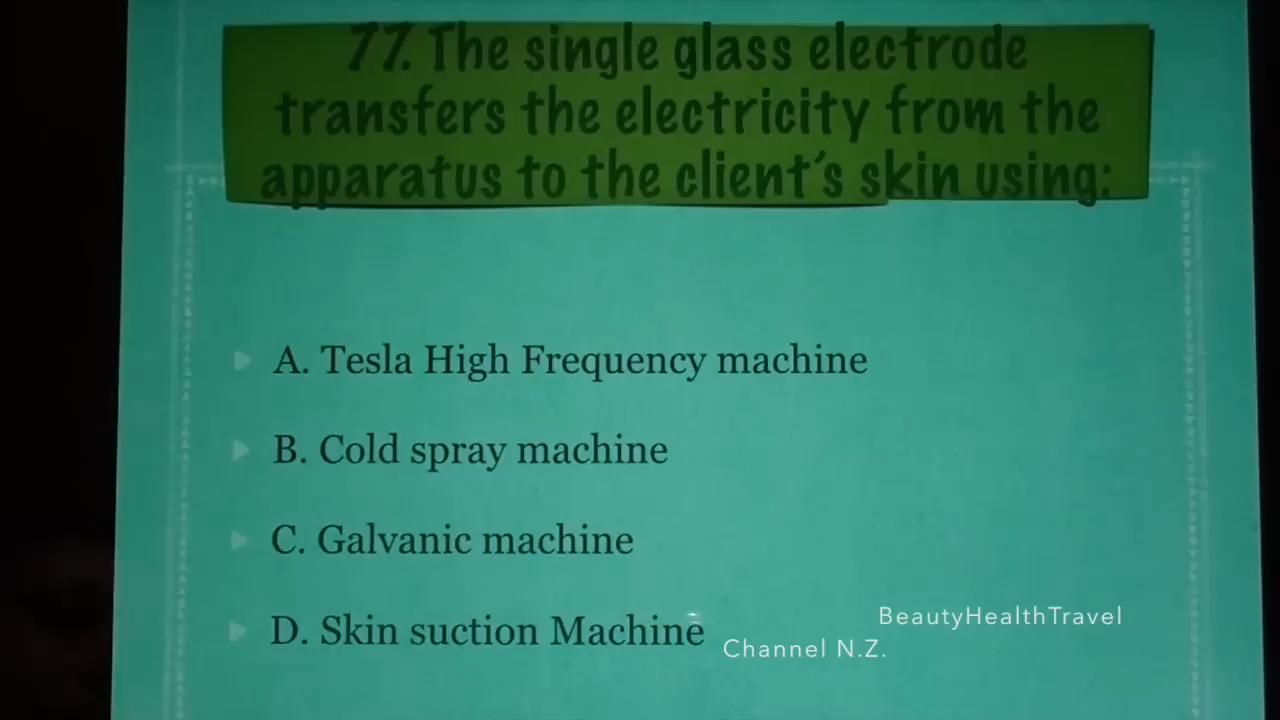 77. The single glass electrode
transfers the electricity from the
apparatus to the client's skin using:
A. Tesla High Frequency machine
B. Cold spray machine
C. Galvanic machine
D. Skin suction Machine
BeautyHealthTravel
Channel N.Z.